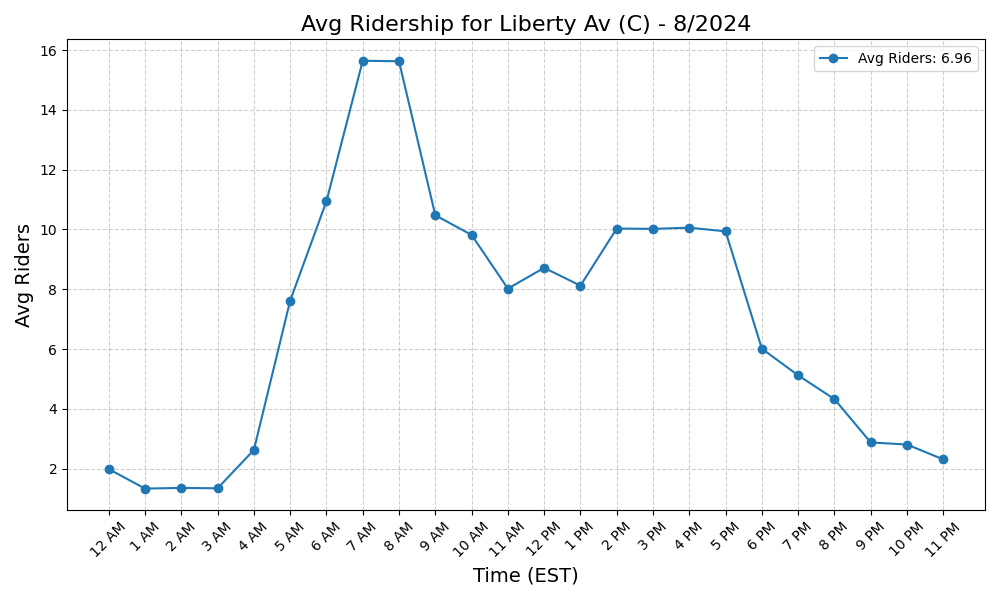 Avg Ridership for Liberty Av (C) - 8/2024
Avg Riders: 6.96
16
14
12
10
8
6
4
2
Avg Riders
12 AM
1 AM
2 AM
3 AM
4 AM
5 AM
6 AM
7 AM
8 AM
9 AM
10 AM
11 AM
12 PM
1 PM
2 PM
3 PM
4 PM
5 PM
6 PM
7 PM
8 PM
9 PM
10 PM
11 PM
Time (EST)